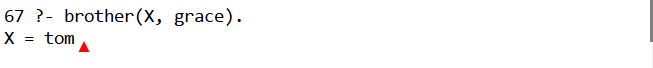 67 ?- brother(X, grace).
X = tom